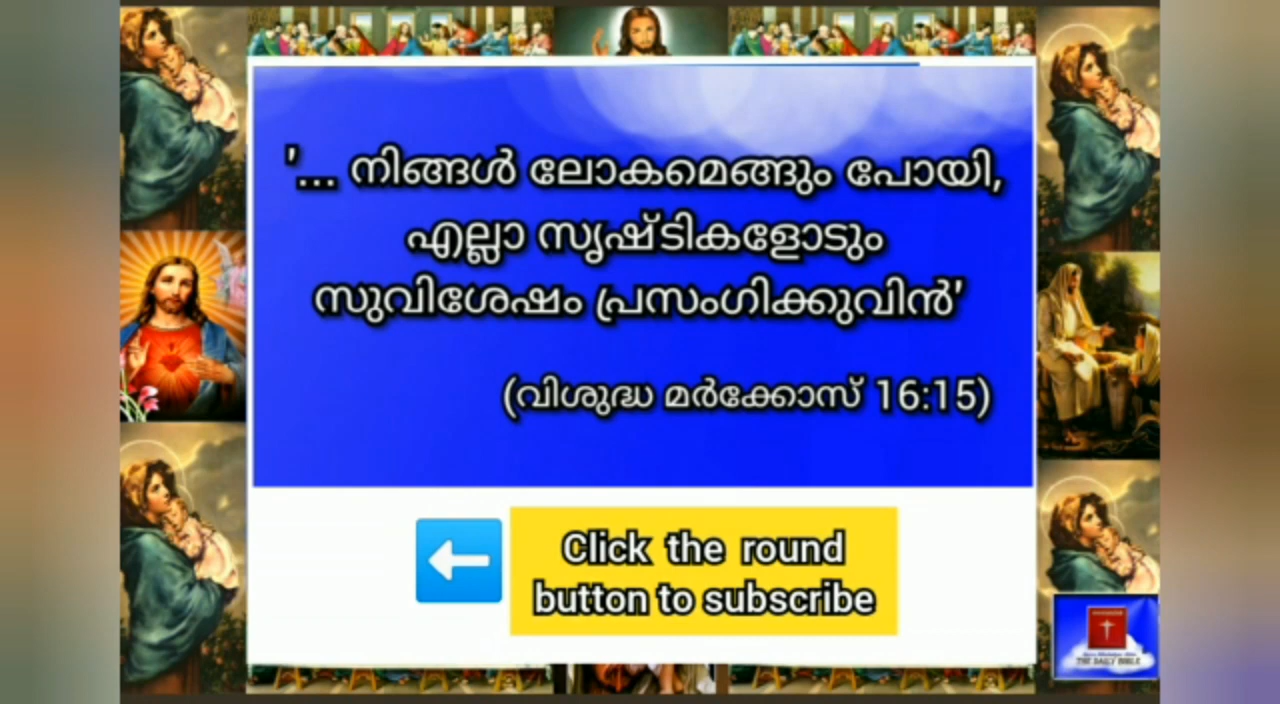 '... നിങ്ങൾ ലോകമെങ്ങും പോയി,
എല്ലാ സൃഷ്ടികളോടും
സുവിശേഷം പ്രസംഗിക്കുവിൻ'
(വിശുദ്ധ മർക്കോസ് 16:15)
Click the round
button to subscribe
THE DAILY BIBLE